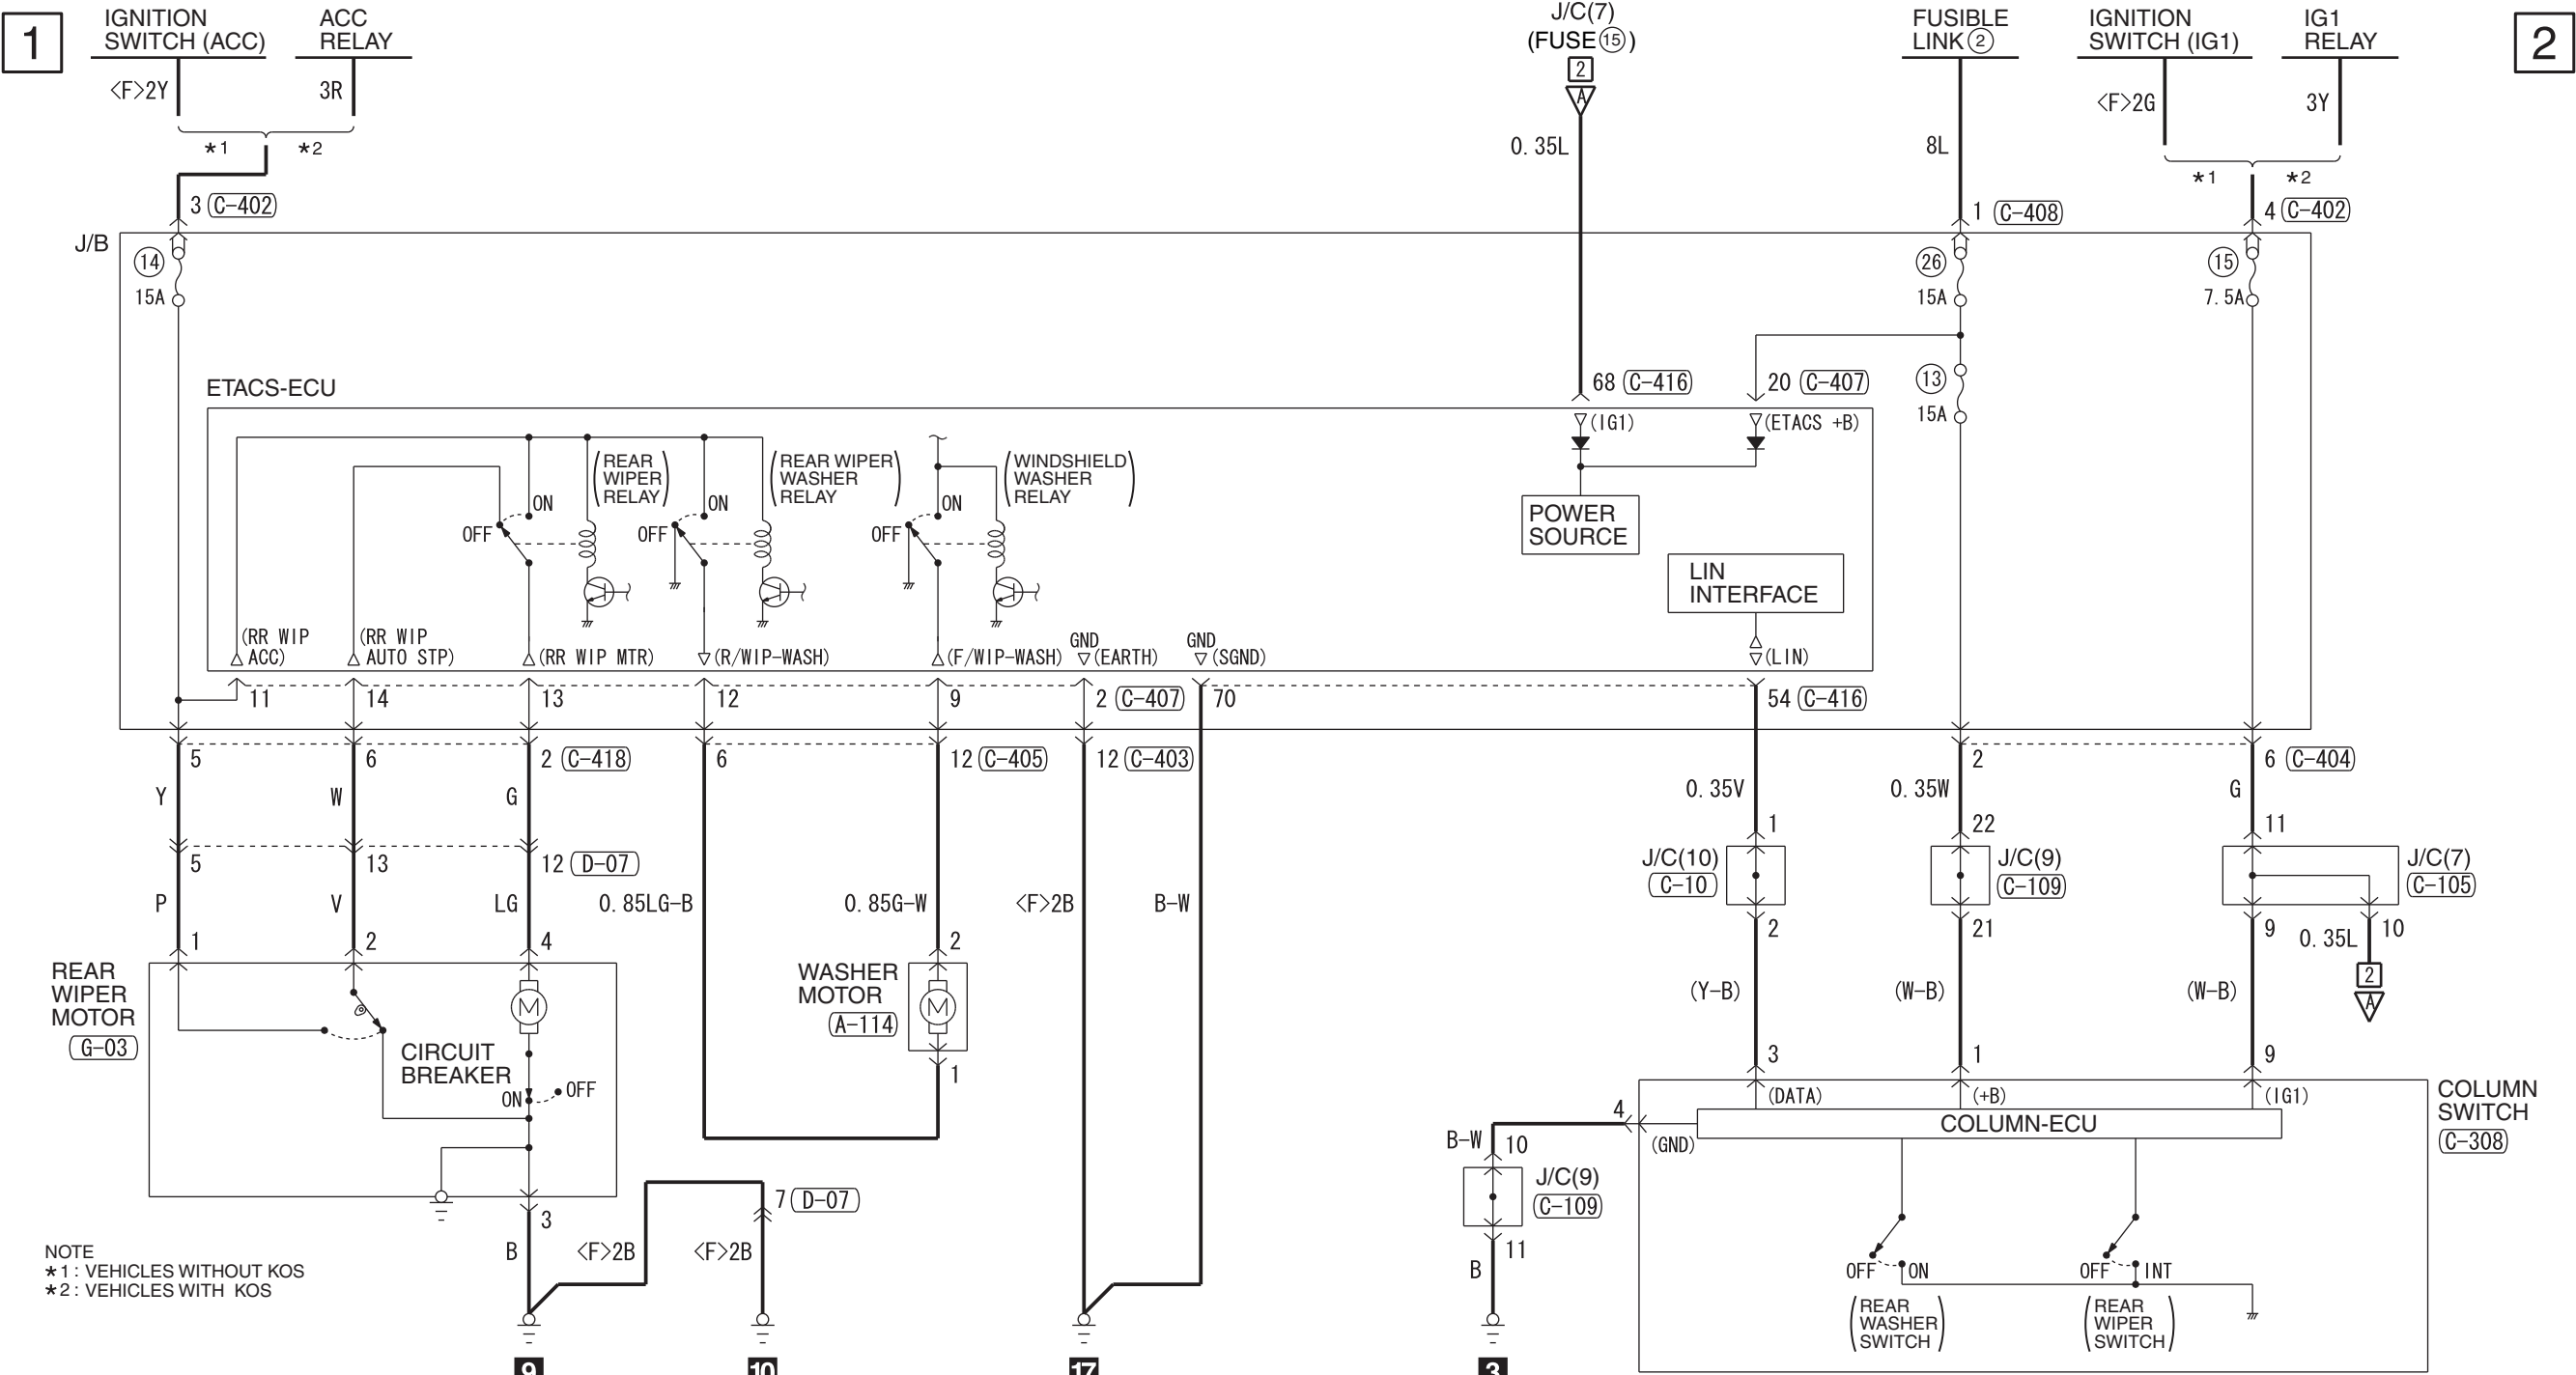 1
IGNITION
SWITCH (ACC)
ACC
RELAY
J/C(7)
(FUSE⑮)
2
A
FUSIBLE
LINK②
IGNITION
SWITCH (IG1)
IG1
RELAY
2
<F>2Y
3R
*1
*2
0.35L
8L
<F>2G
3Y
*1
*2
3 (C-402)
1 (C-408)
4 (C-402)
J/B
⑭
15A
㉖
15A
⑮
7.5A
⑬
15A
ETACS-ECU
68 (C-416)
20 (C-407)
(IG1)
(ETACS +B)
(REAR
WIPER
RELAY)
(REAR WIPER
WASHER
RELAY)
(WINDSHIELD
WASHER
RELAY)
ON
OFF
ON
OFF
ON
OFF
POWER
SOURCE
LIN
INTERFACE
(RR WIP
ACC)
(RR WIP
AUTO STP)
(RR WIP MTR)
(R/WIP-WASH)
(F/WIP-WASH)
GND
(EARTH)
GND
(SGND)
(LIN)
11
14
13
12
9
2 (C-407)
70
54 (C-416)
5
6
2 (C-418)
6
12 (C-405)
12 (C-403)
2
6 (C-404)
Y
W
G
0.35V
0.35W
G
1
22
11
5
13
12 (D-07)
J/C(10)
(C-10)
J/C(9)
(C-109)
J/C(7)
(C-105)
P
V
LG
0.85LG-B
0.85G-W
<F>2B
B-W
2
21
9
0.35L
10
2
A
1
2
4
2
REAR
WIPER
MOTOR
(G-03)
M
CIRCUIT
BREAKER
ON
OFF
WASHER
MOTOR
(A-114)
M
1
(Y-B)
(W-B)
(W-B)
3
1
9
(DATA)
(+B)
(IG1)
COLUMN
SWITCH
(C-308)
COLUMN-ECU
4
(GND)
B-W
10
J/C(9)
(C-109)
11
B
3
B
<F>2B
<F>2B
7 (D-07)
OFF
ON
OFF
INT
(REAR
WASHER
SWITCH)
(REAR
WIPER
SWITCH)
NOTE
*1: VEHICLES WITHOUT KOS
*2: VEHICLES WITH KOS
9
10
17
3